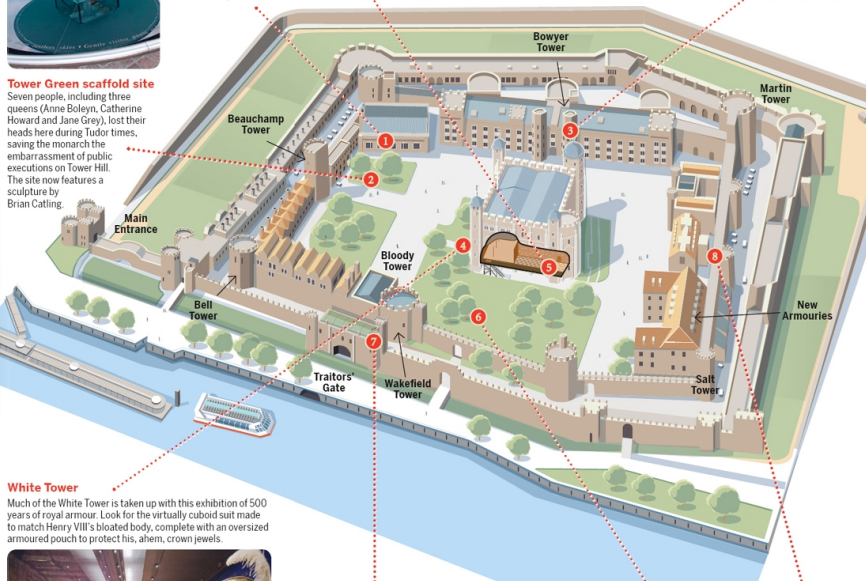 Tower Green scaffold site
Seven people, including three
queens (Anne Boleyn, Catherine
Howard and Jane Grey), lost their
heads here during Tudor times,
saving the monarch the
embarrassment of public
executions on Tower Hill.
The site now features a
sculpture by
Brian Catling.
Bowyer
Tower
Martin
Tower
Beauchamp
Tower
3
1
2
Main
Entrance
Bloody
Tower
4
5
8
Bell
Tower
6
New
Armouries
7
Traitors'
Gate
Wakefield
Tower
Salt
Tower
White Tower
Much of the White Tower is taken up with this exhibition of 500
years of royal armour. Look for the virtually cuboid suit made
to match Henry VIII's bloated body, complete with an oversized
armoured pouch to protect his, ahem, crown jewels.